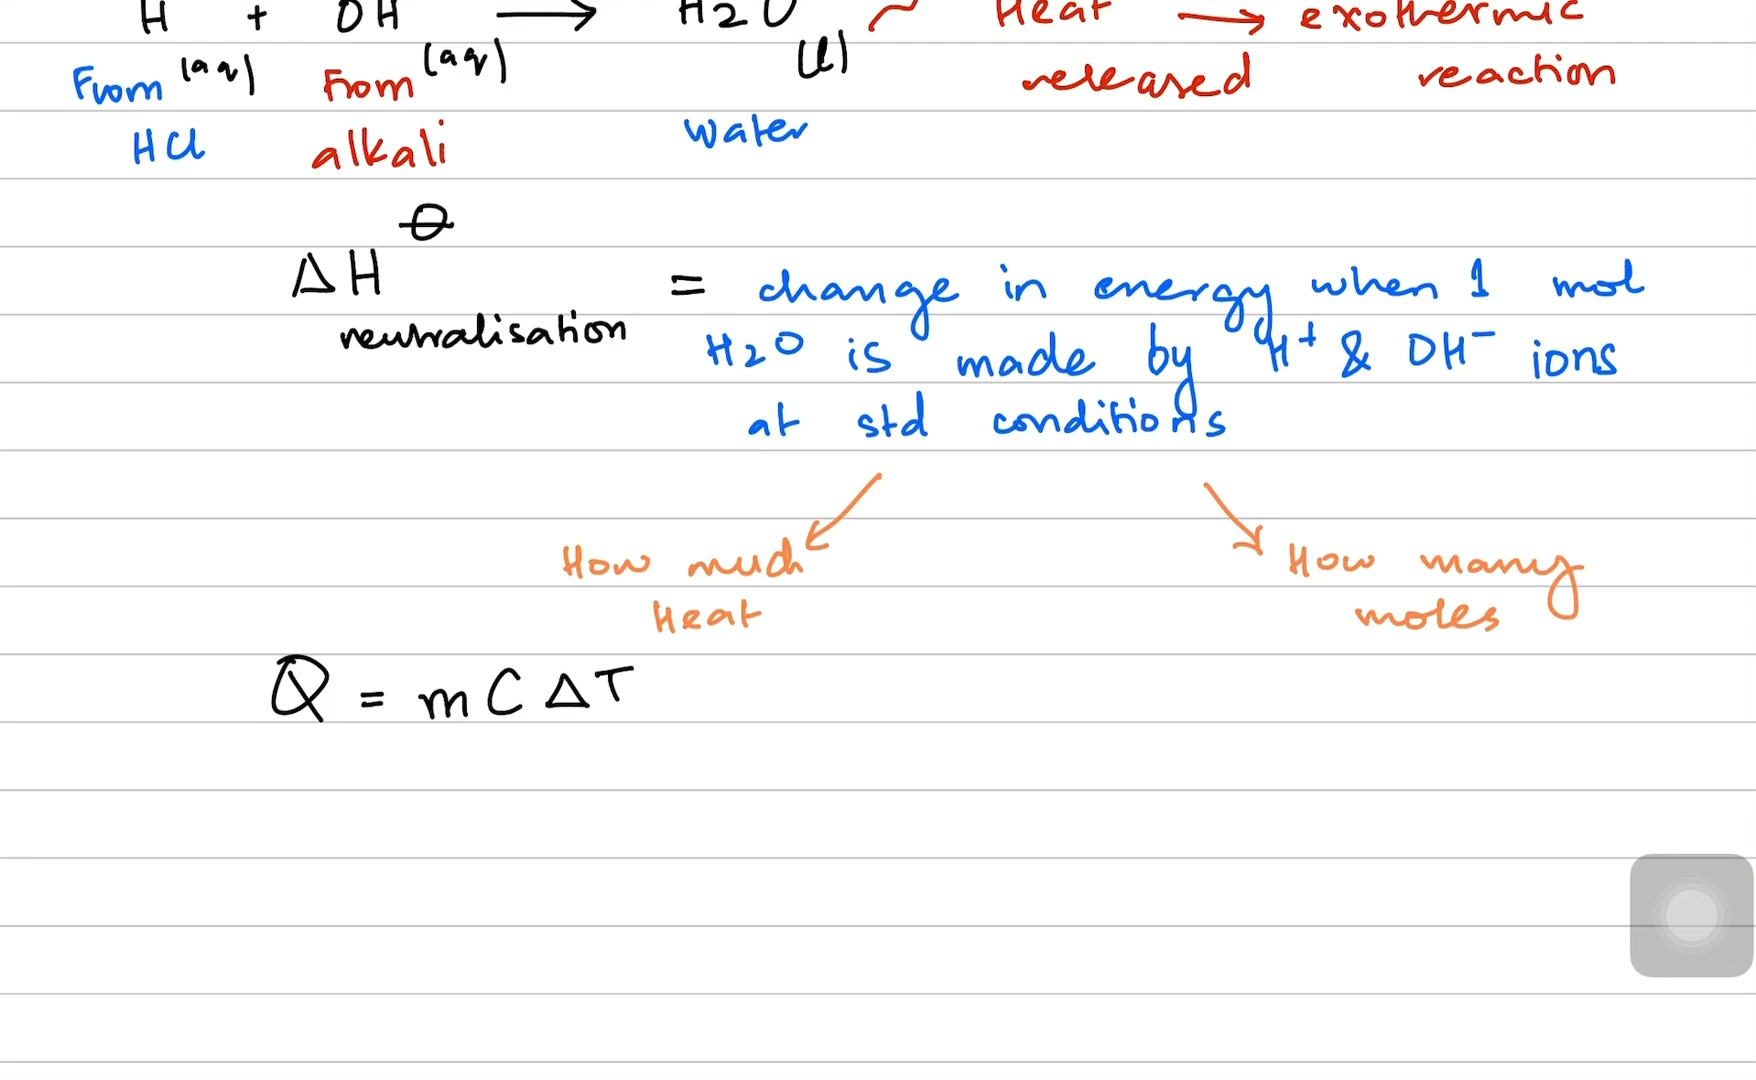 H + OH ⟶ H2O Heat ⟶ exothermic
(aq) (aq) (l)
From From released reaction
HCl alkali water
ΔH⊖ neutralisation = change in energy when 1 mol
H2O is made by H+ & OH− ions
at std conditions
How much How many
Heat moles
Q = mCΔT